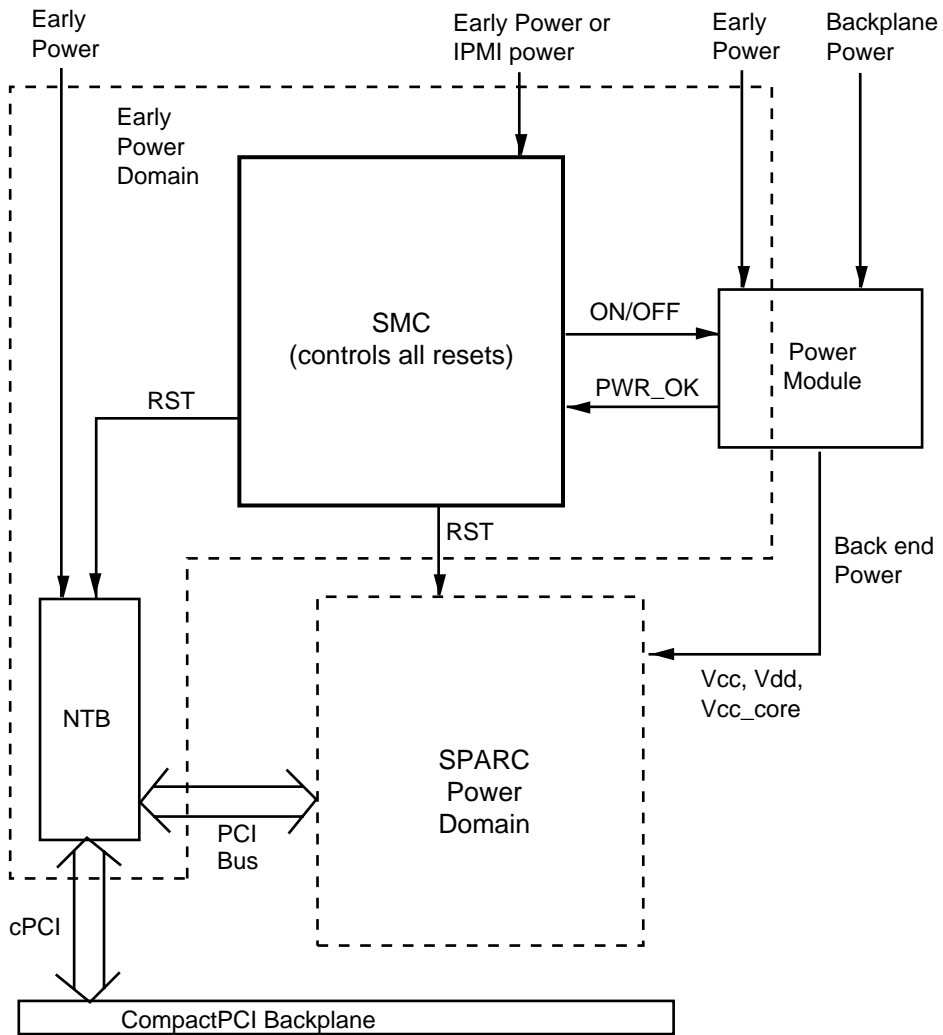 Early
Power
Early Power or
IPMI power
Early
Power
Backplane
Power
Early
Power
Domain
SMC
(controls all resets)
ON/OFF
PWR_OK
Power
Module
RST
RST
Back end
Power
NTB
Vcc, Vdd,
Vcc_core
SPARC
Power
Domain
PCI
Bus
cPCI
CompactPCI Backplane